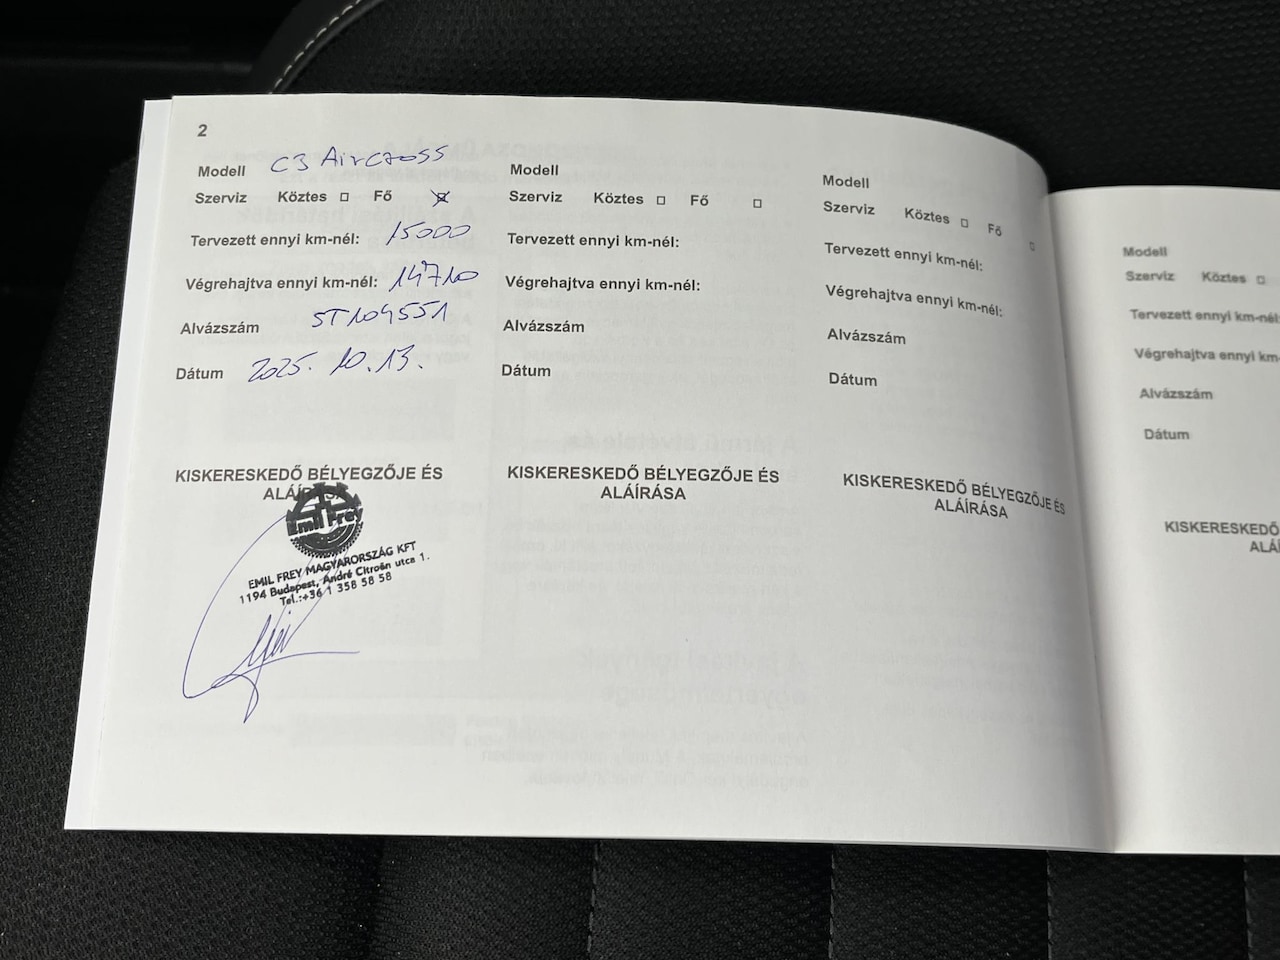 2
Modell C3 Aircross
Szerviz Köztes □ Fő ☒
Tervezett ennyi km-nél: 15000
Végrehajtva ennyi km-nél: 14710
Alvázszám ST104551
Dátum 2025. 10. 13.
KISKERESKEDŐ BÉLYEGZŐJE ÉS
ALÁÍRÁSA
Emil Frey
EMIL FREY MAGYARORSZÁG KFT
1194 Budapest, André Citroën utca 1.
Tel.:+36 1 358 58 58
Modell
Szerviz Köztes □ Fő □
Tervezett ennyi km-nél:
Végrehajtva ennyi km-nél:
Alvázszám
Dátum
KISKERESKEDŐ BÉLYEGZŐJE ÉS
ALÁÍRÁSA
Modell
Szerviz Köztes □ Fő □
Tervezett ennyi km-nél:
Végrehajtva ennyi km-nél:
Alvázszám
Dátum
KISKERESKEDŐ BÉLYEGZŐJE ÉS
ALÁÍRÁSA
Modell
Szerviz Köztes □
Tervezett ennyi km-nél
Végrehajtva ennyi km-
Alvázszám
Dátum
KISKERESKEDŐ
ALÁÍ